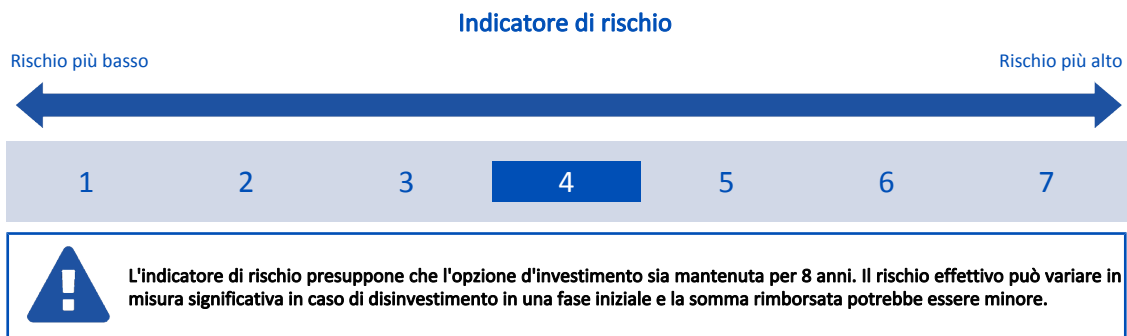 Indicatore di rischio
Rischio più basso Rischio più alto
1 2 3 4 5 6 7
L'indicatore di rischio presuppone che l'opzione d'investimento sia mantenuta per 8 anni. Il rischio effettivo può variare in
misura significativa in caso di disinvestimento in una fase iniziale e la somma rimborsata potrebbe essere minore.